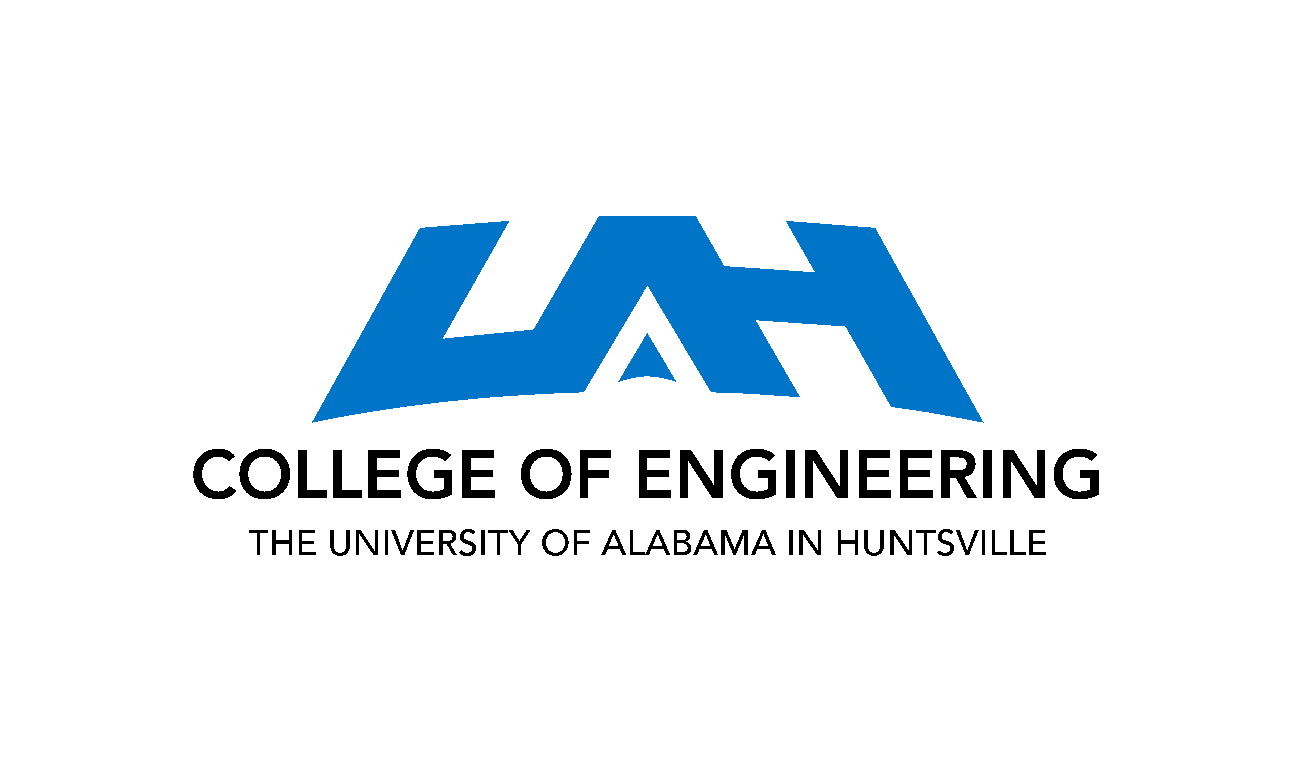 UAH
COLLEGE OF ENGINEERING
THE UNIVERSITY OF ALABAMA IN HUNTSVILLE